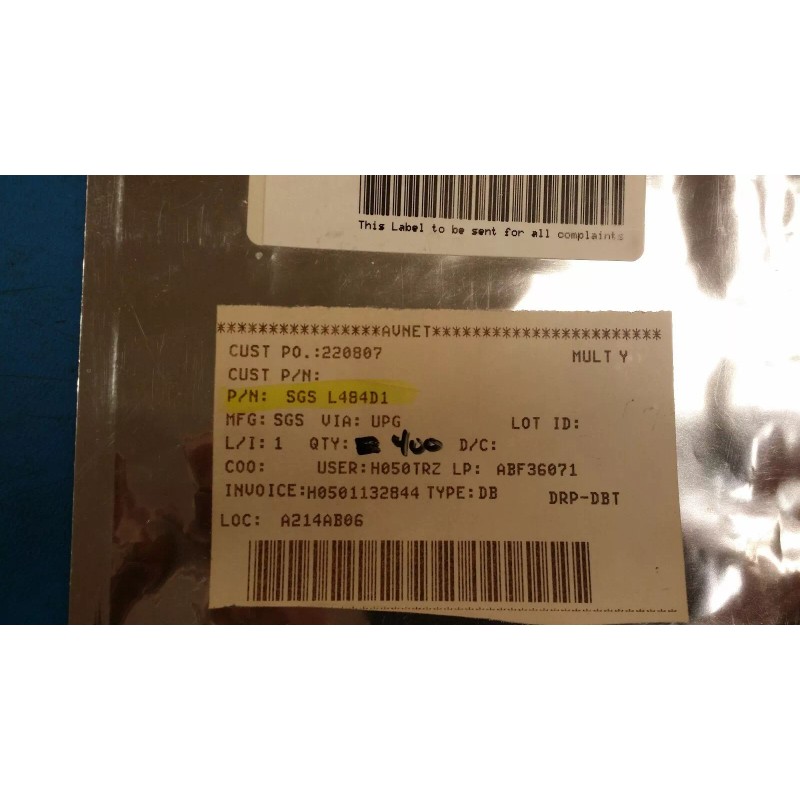 This Label to be sent for all complaints
******************AVNET*************************
CUST PO.:220807 MULT Y
CUST P/N:
P/N: SGS L484D1
MFG: SGS VIA: UPG LOT ID:
L/I: 1 QTY: 400 D/C:
COO: USER:H050TRZ LP: ABF36071
INVOICE:H0501132844 TYPE:DB DRP-DBT
LOC: A214AB06